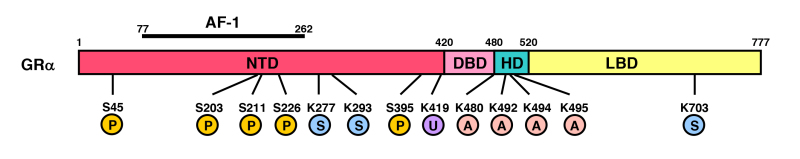 AF-1
77 262
1 420 480 520 777
GRα NTD DBD HD LBD
S45 S203 S211 S226 K277 K293 S395 K419 K480 K492 K494 K495 K703
P P P P S S P U A A A A S